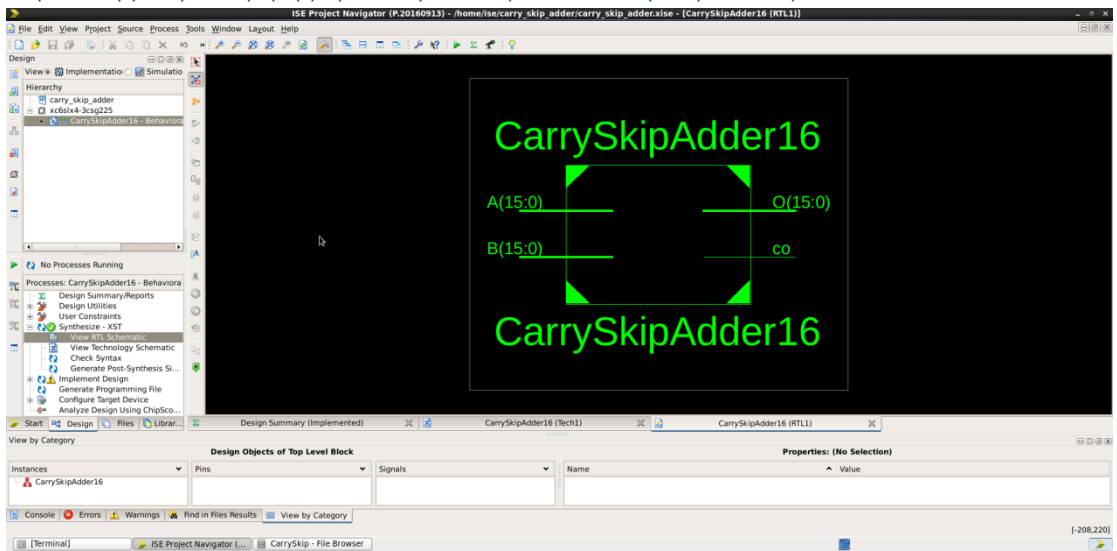 ISE Project Navigator (P.20160913) - /home/ise/carry_skip_adder/carry_skip_adder.xise - [CarrySkipAdder16 (RTL1)]
File Edit View Project Source Process Tools Window Layout Help
Design
View: Implementatio Simulatio
Hierarchy
carry_skip_adder
xc6slx4-3csg225
CarrySkipAdder16 - Behaviora
No Processes Running
Processes: CarrySkipAdder16 - Behaviora
Design Summary/Reports
Design Utilities
User Constraints
Synthesize - XST
View RTL Schematic
View Technology Schematic
Check Syntax
Generate Post-Synthesis Si...
Implement Design
Generate Programming File
Configure Target Device
Analyze Design Using ChipSco...
CarrySkipAdder16
A(15:0) O(15:0)
B(15:0) co
CarrySkipAdder16
Start Design Files Librar... Design Summary (Implemented) CarrySkipAdder16 (Tech1) CarrySkipAdder16 (RTL1)
View by Category
Design Objects of Top Level Block Properties: (No Selection)
Instances Pins Signals Name Value
CarrySkipAdder16
Console Errors Warnings Find in Files Results View by Category
[-208,220]
[Terminal] ISE Project Navigator (... CarrySkip - File Browser